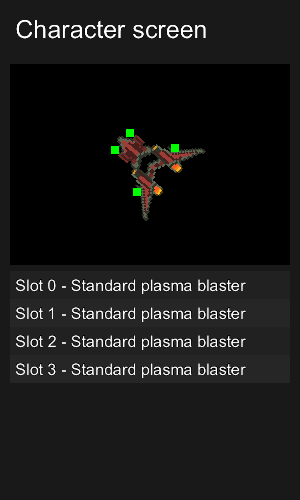 Character screen
Slot 0 - Standard plasma blaster
Slot 1 - Standard plasma blaster
Slot 2 - Standard plasma blaster
Slot 3 - Standard plasma blaster